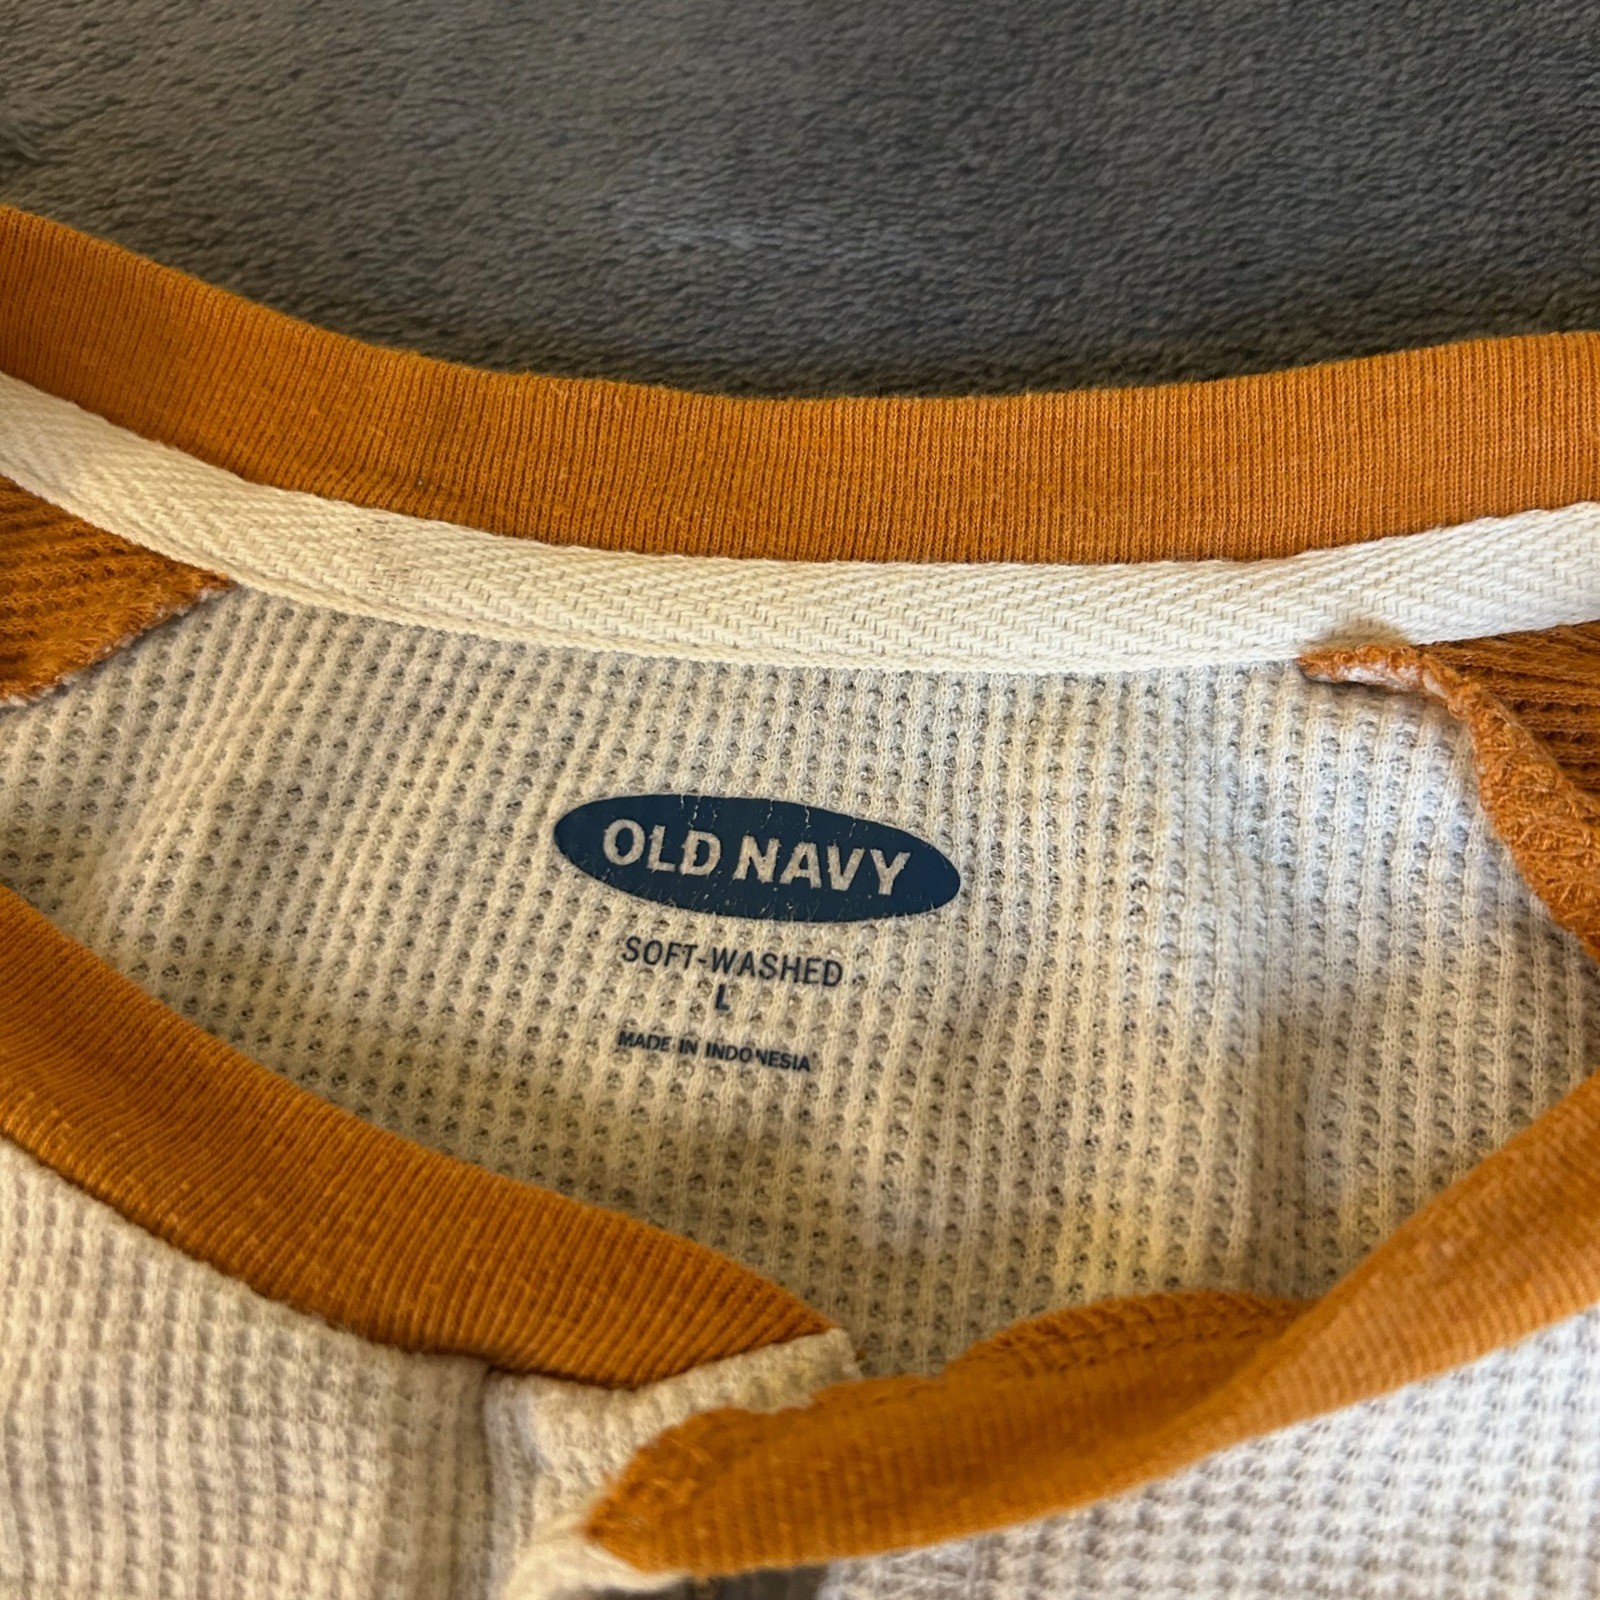 OLD NAVY
SOFT-WASHED
L
MADE IN INDONESIA